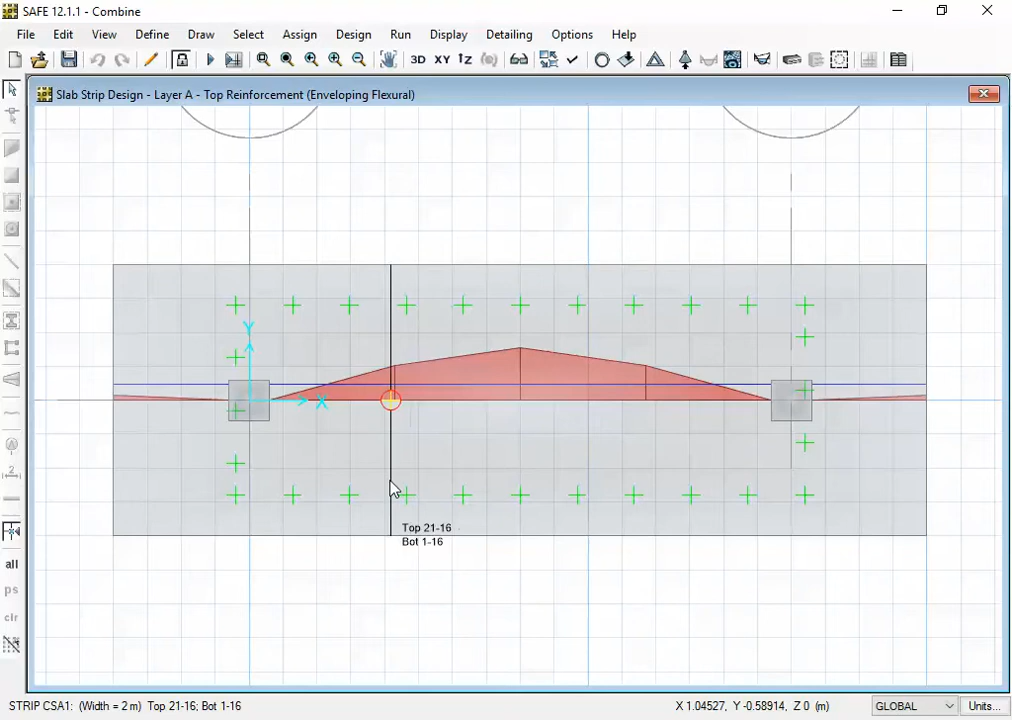 SAFE 12.1.1 - Combine
File Edit View Define Draw Select Assign Design Run Display Detailing Options Help
3D XY ↑Z
Slab Strip Design - Layer A - Top Reinforcement (Enveloping Flexural)
Y
X
Top 21-16
Bot 1-16
2
all
ps
clr
STRIP CSA1: (Width = 2 m) Top 21-16; Bot 1-16 X 1.04527, Y -0.58914, Z 0 (m) GLOBAL Units...